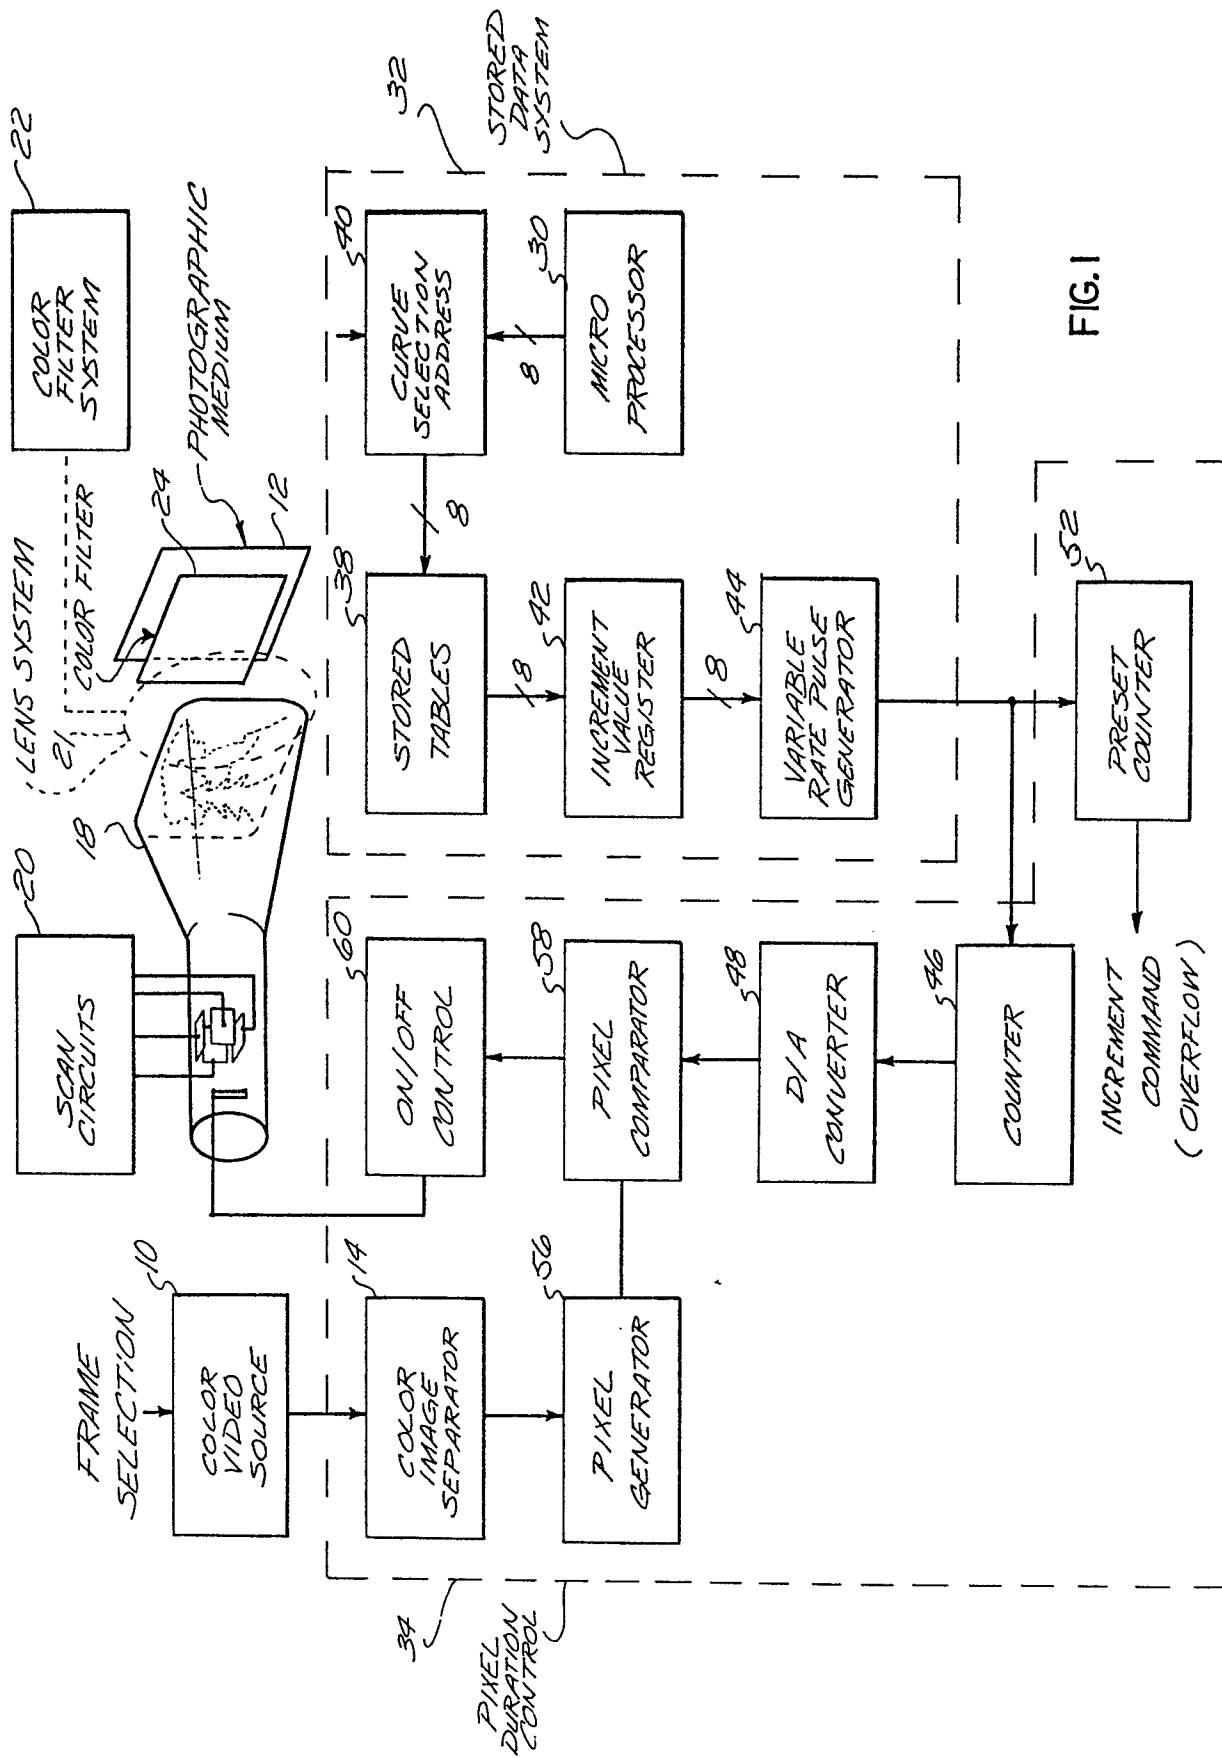 FRAME
SELECTION
10
COLOR
VIDEO
SOURCE
SCAN
CIRCUITS
20
18
LENS SYSTEM
21
COLOR FILTER
24
12
PHOTOGRAPHIC
MEDIUM
COLOR
FILTER
SYSTEM
22
34
PIXEL
DURATION
CONTROL
14
COLOR
IMAGE
SEPARATOR
56
PIXEL
GENERATOR
60
ON/OFF
CONTROL
58
PIXEL
COMPARATOR
48
D/A
CONVERTER
46
COUNTER
38
STORED
TABLES
8
42
INCREMENT
VALUE
REGISTER
8
44
VARIABLE
RATE PULSE
GENERATOR
8
40
CURVE
SELECTION
ADDRESS
8
30
MICRO
PROCESSOR
32
STORED
DATA
SYSTEM
52
PRESET
COUNTER
INCREMENT
COMMAND
(OVERFLOW)
FIG. 1